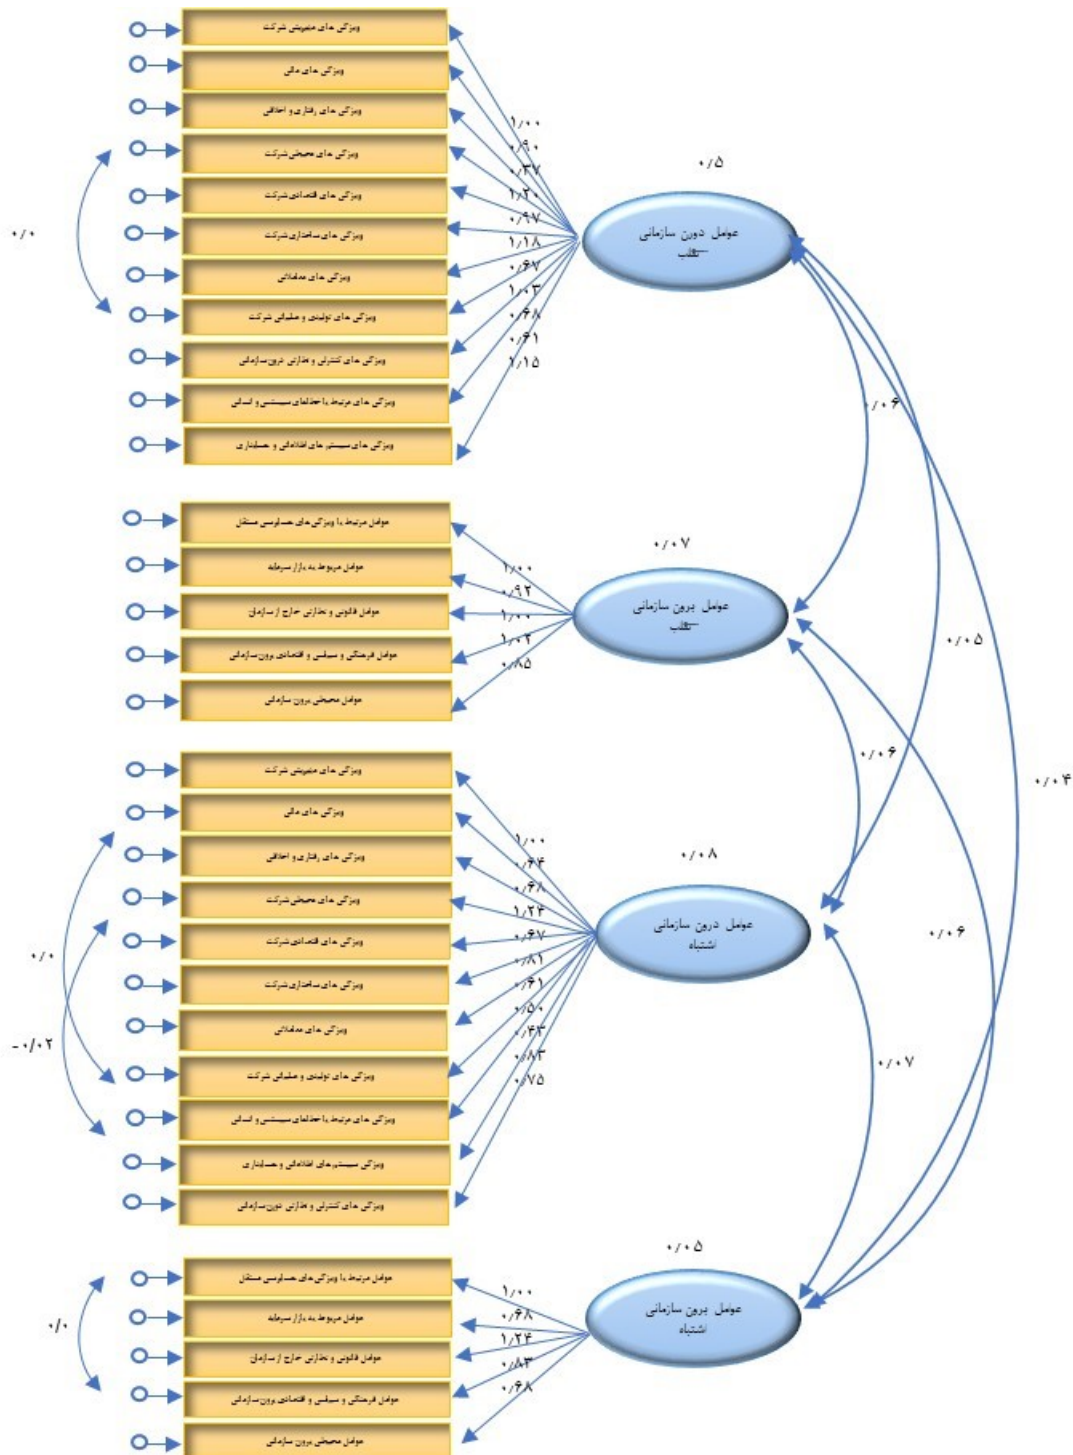 ویژگی های مدیریتی شرکت
ویژگی های مالی
ویژگی های رفتاری و اخلاقی
ویژگی های محیطی شرکت
ویژگی های اقتصادی شرکت
ویژگی های ساختاری شرکت
ویژگی های معاملاتی
ویژگی های تولیدی و عملیاتی شرکت
ویژگی های کنترلی و نظارتی درون سازمانی
ویژگی های مرتبط با خطاهای سیستمی و انسانی
ویژگی های سیستم های اطلاعاتی و حسابداری
۰/۰
۱٫۰۰
۰٫۹۰
۰٫۳۷
۱٫۲۰
۰٫۹۷
۱٫۱۸
۰٫۶۷
۱٫۰۳
۰٫۶۸
۰٫۶۱
۱٫۱۵
۰/۵
عوامل دورن سازمانی
تقلب
۰/۰۶
۰/۰۵
۰/۰۴
عوامل مرتبط با ویژگی های حسابرسی مستقل
عوامل مربوط به بازار سرمایه
عوامل قانونی و نظارتی خارج از سازمان
عوامل فرهنگی و سیاسی و اقتصادی برون سازمانی
عوامل محیطی برون سازمانی
۱٫۰۰
۰٫۹۲
۱٫۰۰
۱٫۰۲
۰٫۸۵
۰/۰۷
عوامل برون سازمانی
تقلب
۰/۰۶
۰/۰۶
ویژگی های مدیریتی شرکت
ویژگی های مالی
ویژگی های رفتاری و اخلاقی
ویژگی های محیطی شرکت
ویژگی های اقتصادی شرکت
ویژگی های ساختاری شرکت
ویژگی های معاملاتی
ویژگی های تولیدی و عملیاتی شرکت
ویژگی های مرتبط با خطاهای سیستمی و انسانی
ویژگی سیستم های اطلاعاتی و حسابداری
ویژگی های کنترلی و نظارتی درون سازمانی
۰/۰
-۰/۰۲
۱٫۰۰
۰٫۶۴
۰٫۶۸
۱٫۲۴
۰٫۶۷
۰٫۸۱
۰٫۶۱
۰٫۵۰
۰٫۴۳
۰٫۸۳
۰٫۷۵
۰/۰۸
عوامل درون سازمانی
اشتباه
۰/۰۷
عوامل مرتبط با ویژگی های حسابرسی مستقل
عوامل مربوط به بازار سرمایه
عوامل قانونی و نظارتی خارج از سازمان
عوامل فرهنگی و سیاسی و اقتصادی برون سازمانی
عوامل محیطی برون سازمانی
۰/۰
۱٫۰۰
۰٫۶۸
۱٫۲۴
۰٫۸۳
۰٫۶۸
۰/۰۵
عوامل برون سازمانی
اشتباه